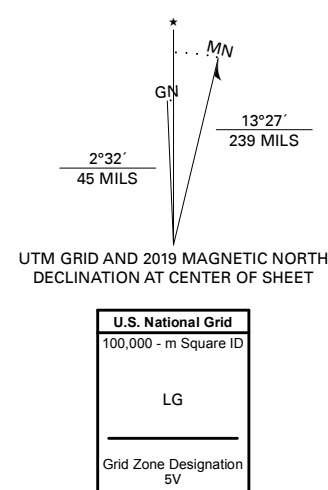 ★
MN
GN
13°27´
239 MILS
2°32´
45 MILS
UTM GRID AND 2019 MAGNETIC NORTH
DECLINATION AT CENTER OF SHEET
U.S. National Grid
100,000 - m Square ID
LG
Grid Zone Designation
5V